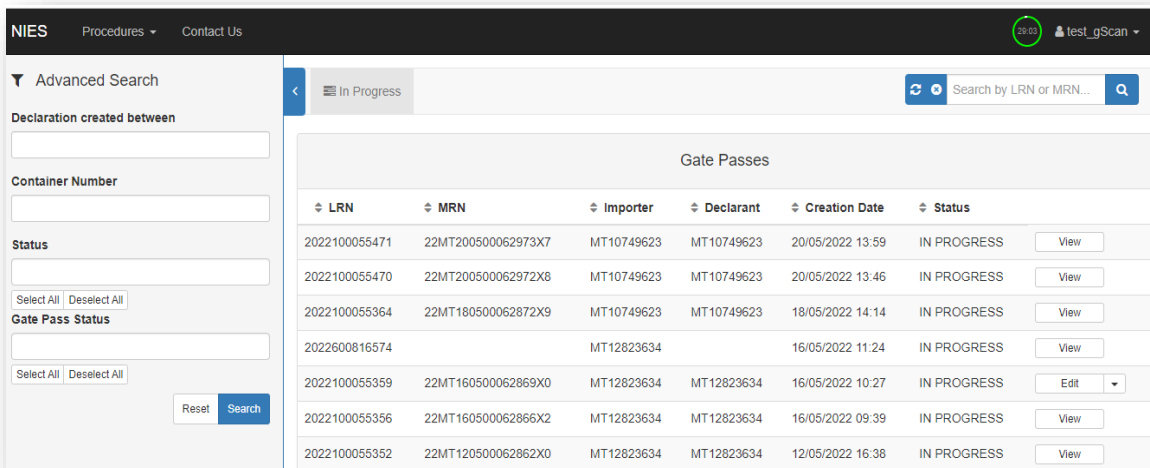 NIES Procedures Contact Us 29:03 test_gScan
Advanced Search
In Progress
Search by LRN or MRN...
Declaration created between
Container Number
Status
Select All Deselect All
Gate Pass Status
Select All Deselect All
Reset Search
Gate Passes
LRN MRN Importer Declarant Creation Date Status
2022100055471 22MT200500062973X7 MT10749623 MT10749623 20/05/2022 13:59 IN PROGRESS View
2022100055470 22MT200500062972X8 MT10749623 MT10749623 20/05/2022 13:46 IN PROGRESS View
2022100055364 22MT180500062872X9 MT10749623 MT10749623 18/05/2022 14:14 IN PROGRESS View
2022600816574 MT12823634 16/05/2022 11:24 IN PROGRESS View
2022100055359 22MT160500062869X0 MT12823634 MT12823634 16/05/2022 10:27 IN PROGRESS Edit
2022100055356 22MT160500062866X2 MT12823634 MT12823634 16/05/2022 09:39 IN PROGRESS View
2022100055352 22MT120500062862X0 MT12823634 MT12823634 12/05/2022 16:38 IN PROGRESS View